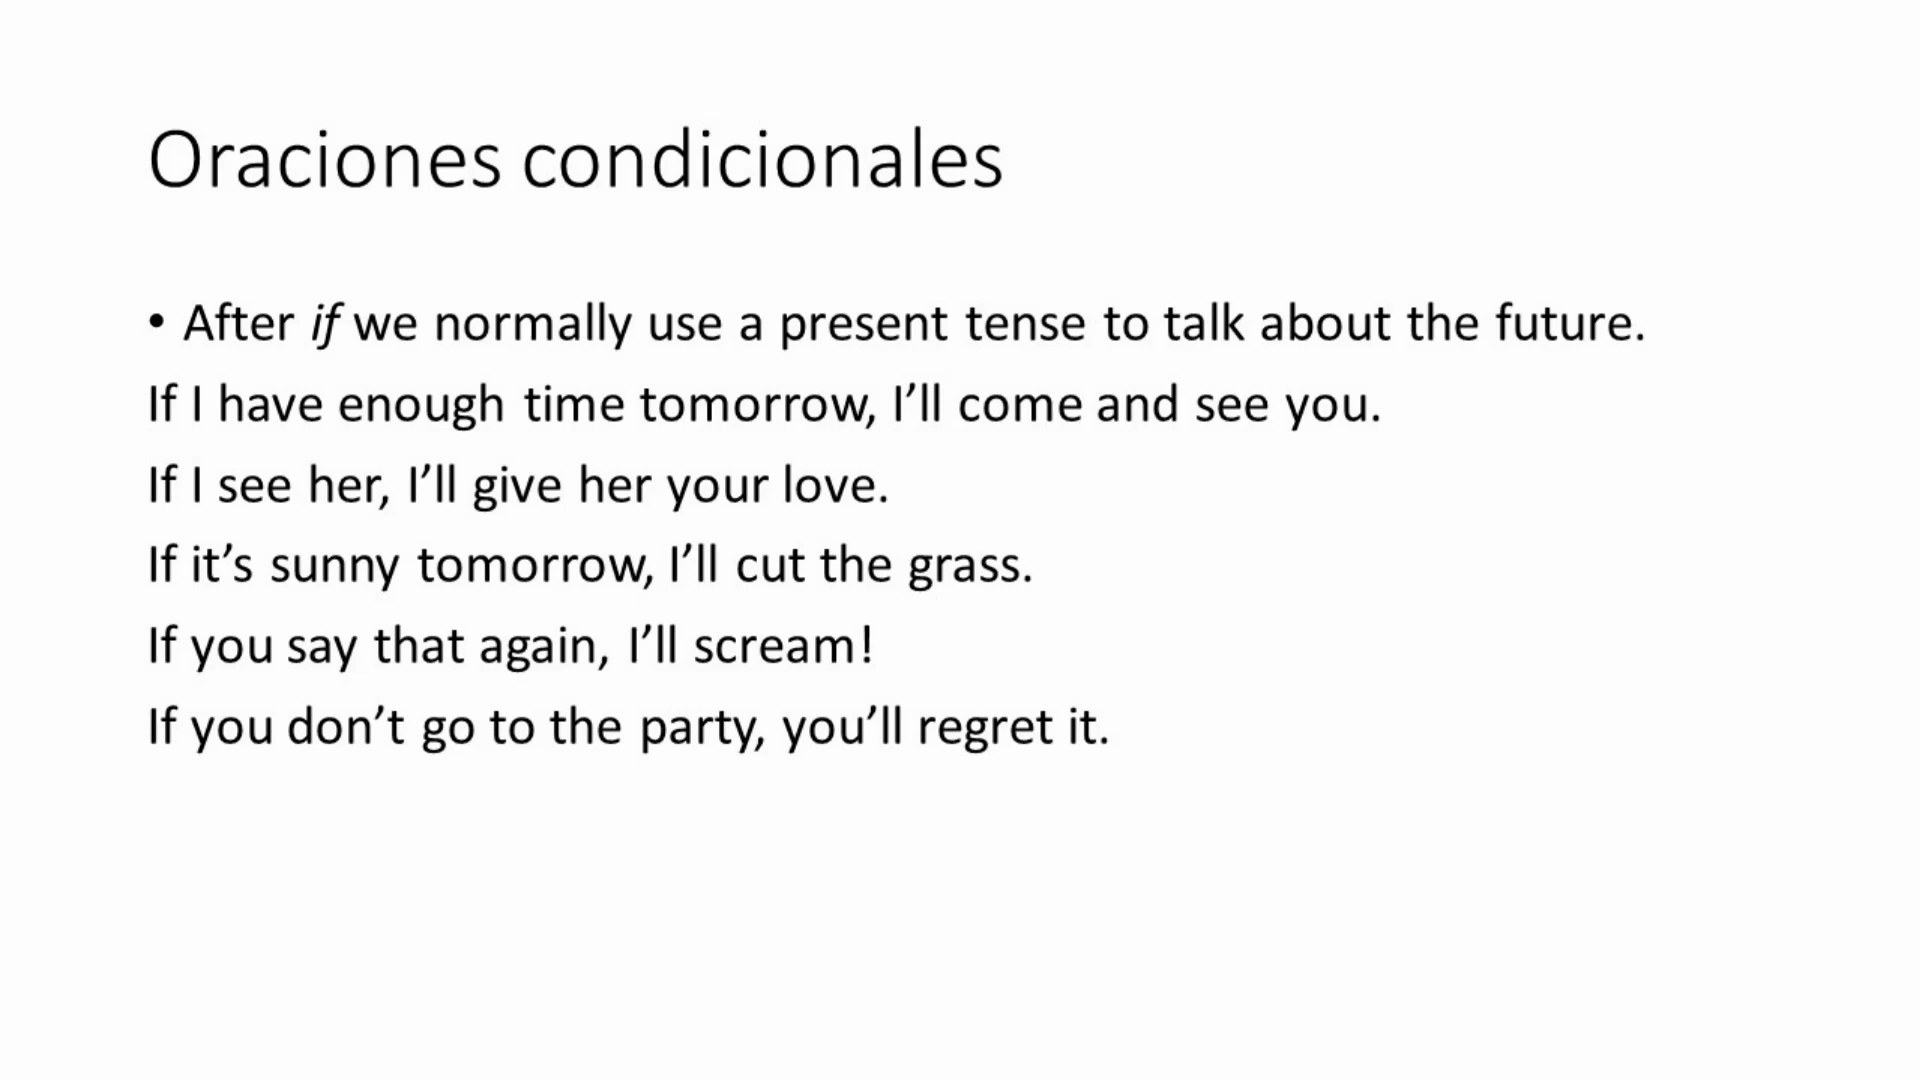 Oraciones condicionales
• After if we normally use a present tense to talk about the future.
If I have enough time tomorrow, I’ll come and see you.
If I see her, I’ll give her your love.
If it’s sunny tomorrow, I’ll cut the grass.
If you say that again, I’ll scream!
If you don’t go to the party, you’ll regret it.